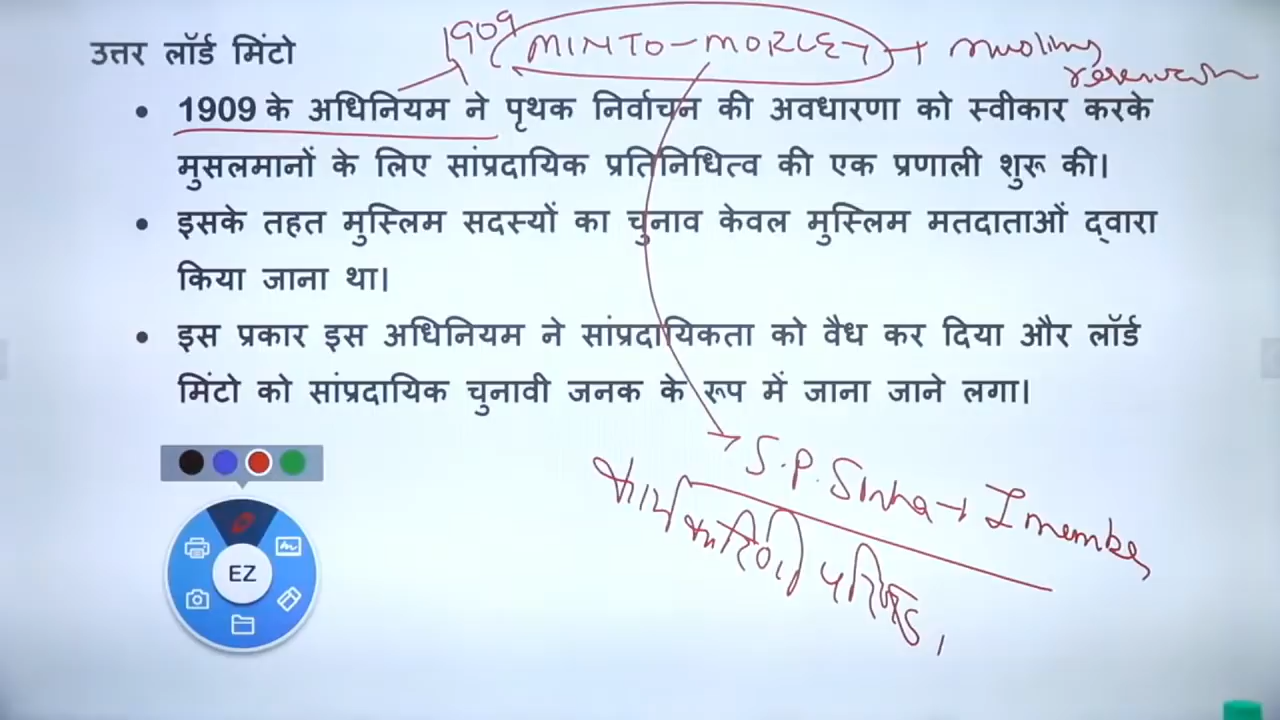 1909 MINTO-MORLEY → muslim
उत्तर लॉर्ड मिंटो
• 1909 के अधिनियम ने पृथक निर्वाचन की अवधारणा को स्वीकार करके
मुसलमानों के लिए सांप्रदायिक प्रतिनिधित्व की एक प्रणाली शुरू की।
• इसके तहत मुस्लिम सदस्यों का चुनाव केवल मुस्लिम मतदाताओं द्वारा
किया जाना था।
• इस प्रकार इस अधिनियम ने सांप्रदायिकता को वैध कर दिया और लॉर्ड
मिंटो को सांप्रदायिक चुनावी जनक के रूप में जाना जाने लगा।
S.P. Sinha → I member
कार्यकारिणी परिषद
EZ